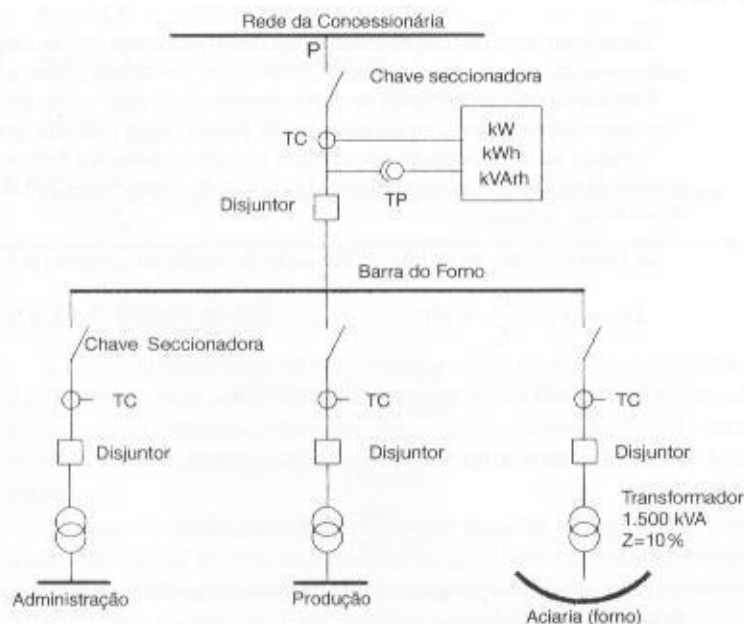 Rede da Concessionária
P
Chave seccionadora
TC
kW
kWh
kVArh
TP
Disjuntor
Barra do Forno
Chave Seccionadora
TC
TC
TC
Disjuntor
Disjuntor
Disjuntor
Transformador
1.500 kVA
Z=10%
Administração
Produção
Aciaria (forno)